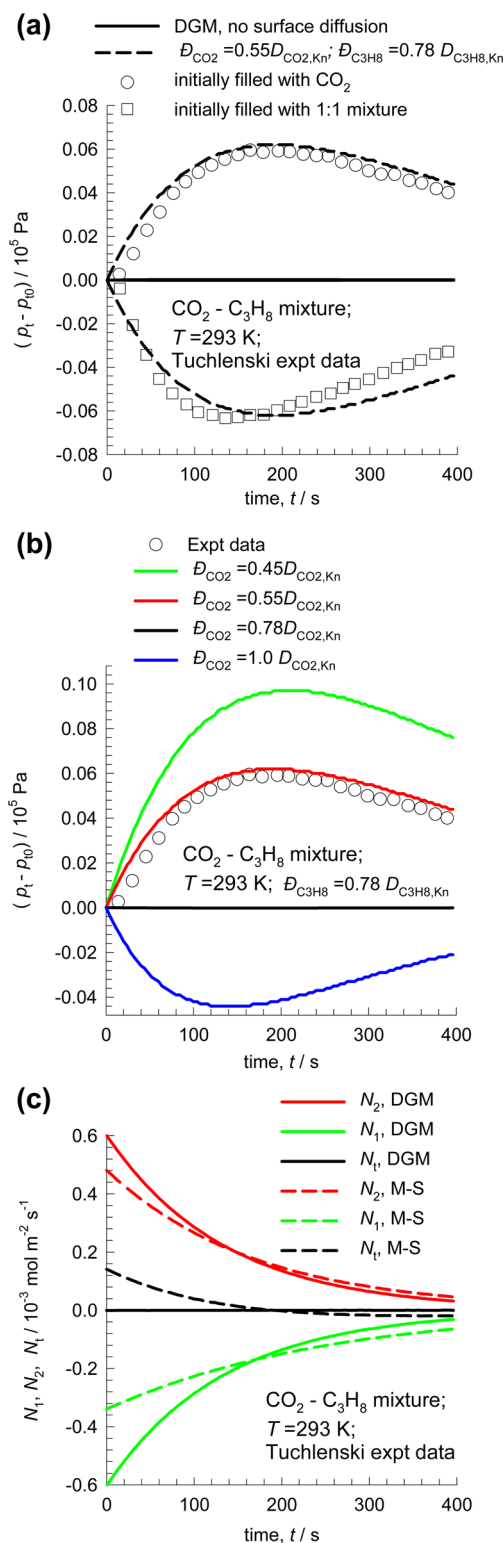 (a)
DGM, no surface diffusion
Đ_CO2 =0.55D_CO2,Kn; Đ_C3H8 =0.78 D_C3H8,Kn
initially filled with CO₂
initially filled with 1:1 mixture
0.08
0.06
0.04
0.02
0.00
-0.02
-0.04
-0.06
-0.08
(p_t - p_t0) / 10⁵ Pa
CO₂ - C₃H₈ mixture;
T =293 K;
Tuchlenski expt data
0 100 200 300 400
time, t / s
(b)
Expt data
Đ_CO2 =0.45D_CO2,Kn
Đ_CO2 =0.55D_CO2,Kn
Đ_CO2 =0.78D_CO2,Kn
Đ_CO2 =1.0 D_CO2,Kn
0.10
0.08
0.06
0.04
0.02
0.00
-0.02
-0.04
(p_t - p_t0) / 10⁵ Pa
CO₂ - C₃H₈ mixture;
T =293 K; Đ_C3H8 =0.78 D_C3H8,Kn
0 100 200 300 400
time, t / s
(c)
N₂, DGM
N₁, DGM
N_t, DGM
N₂, M-S
N₁, M-S
N_t, M-S
0.6
0.4
0.2
0.0
-0.2
-0.4
-0.6
N₁, N₂, N_t / 10⁻³ mol m⁻² s⁻¹
CO₂ - C₃H₈ mixture;
T =293 K;
Tuchlenski expt data
0 100 200 300 400
time, t / s